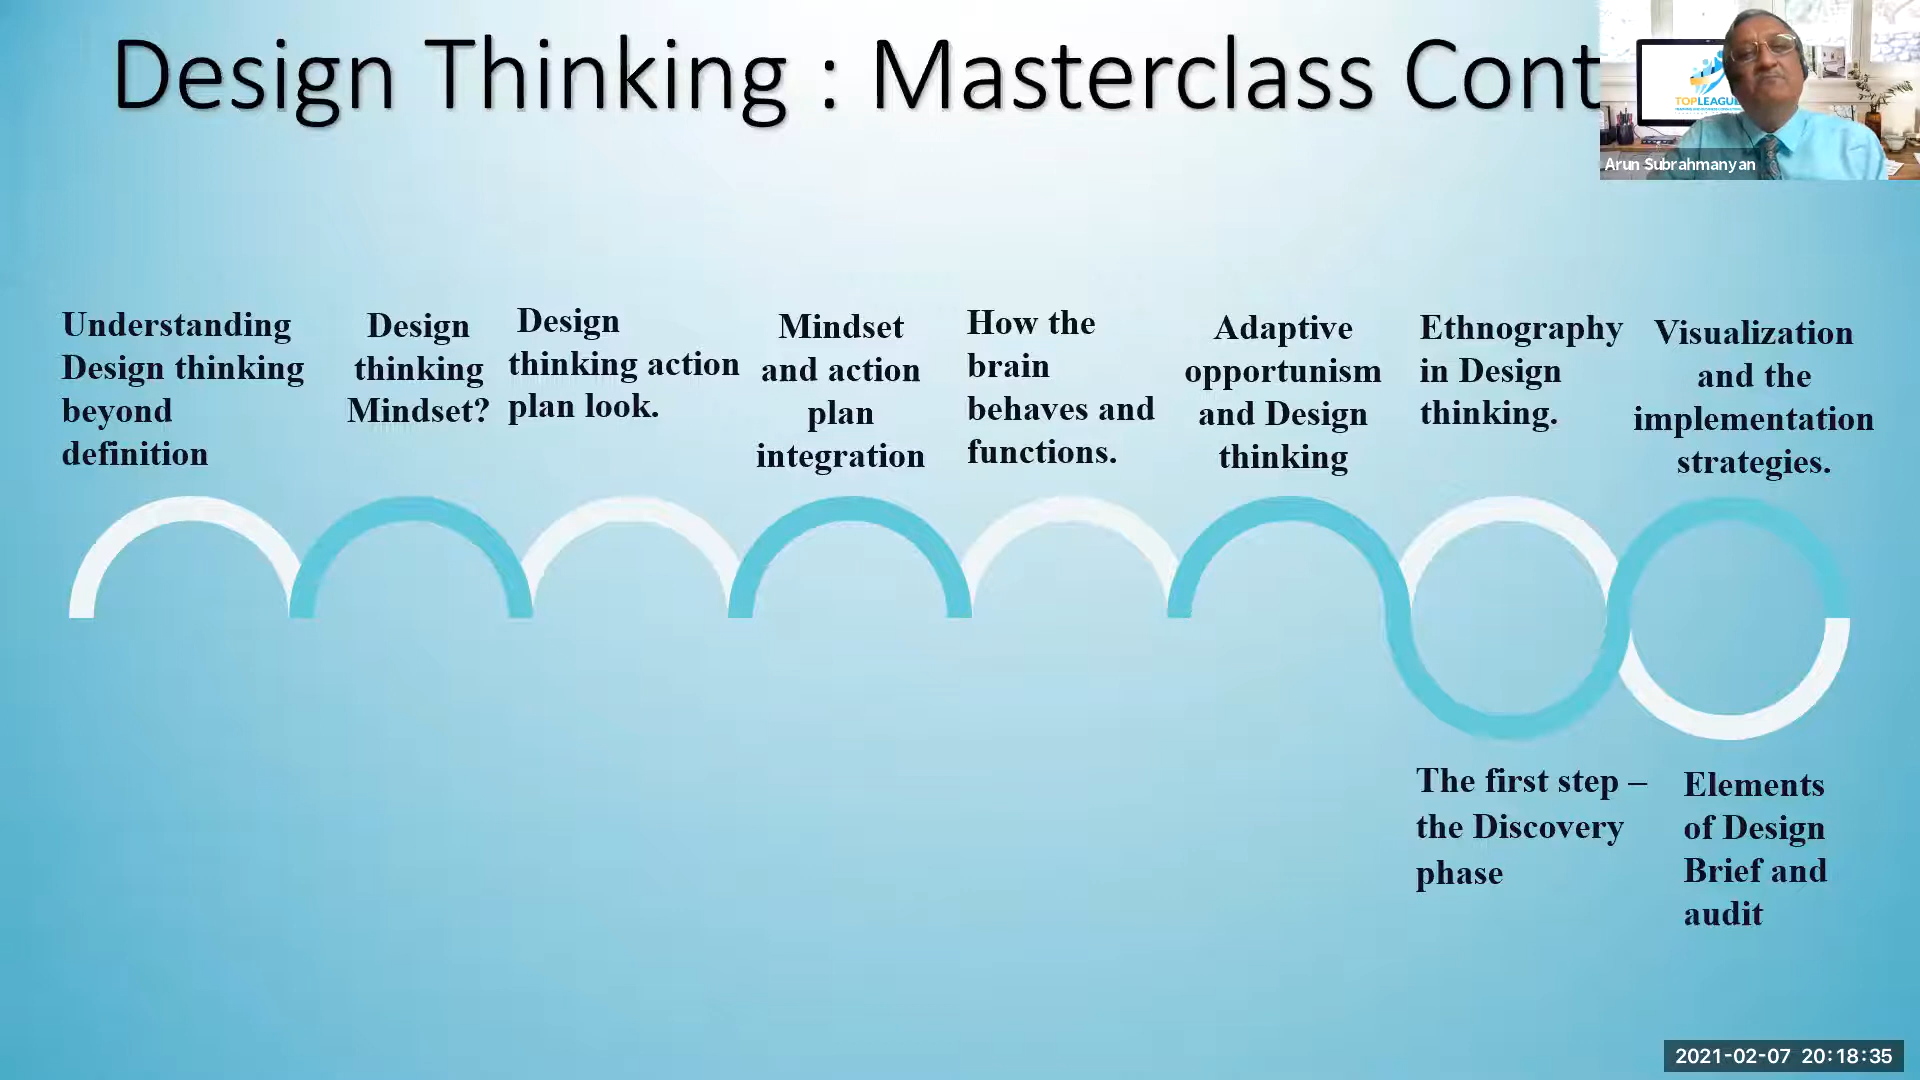 Design Thinking : Masterclass Cont
TOPLEAGUE
Arun Subrahmanyan
Understanding
Design thinking
beyond
definition
Design
thinking
Mindset?
Design
thinking action
plan look.
Mindset
and action
plan
integration
How the
brain
behaves and
functions.
Adaptive
opportunism
and Design
thinking
Ethnography
in Design
thinking.
Visualization
and the
implementation
strategies.
The first step –
the Discovery
phase
Elements
of Design
Brief and
audit
2021-02-07 20:18:35